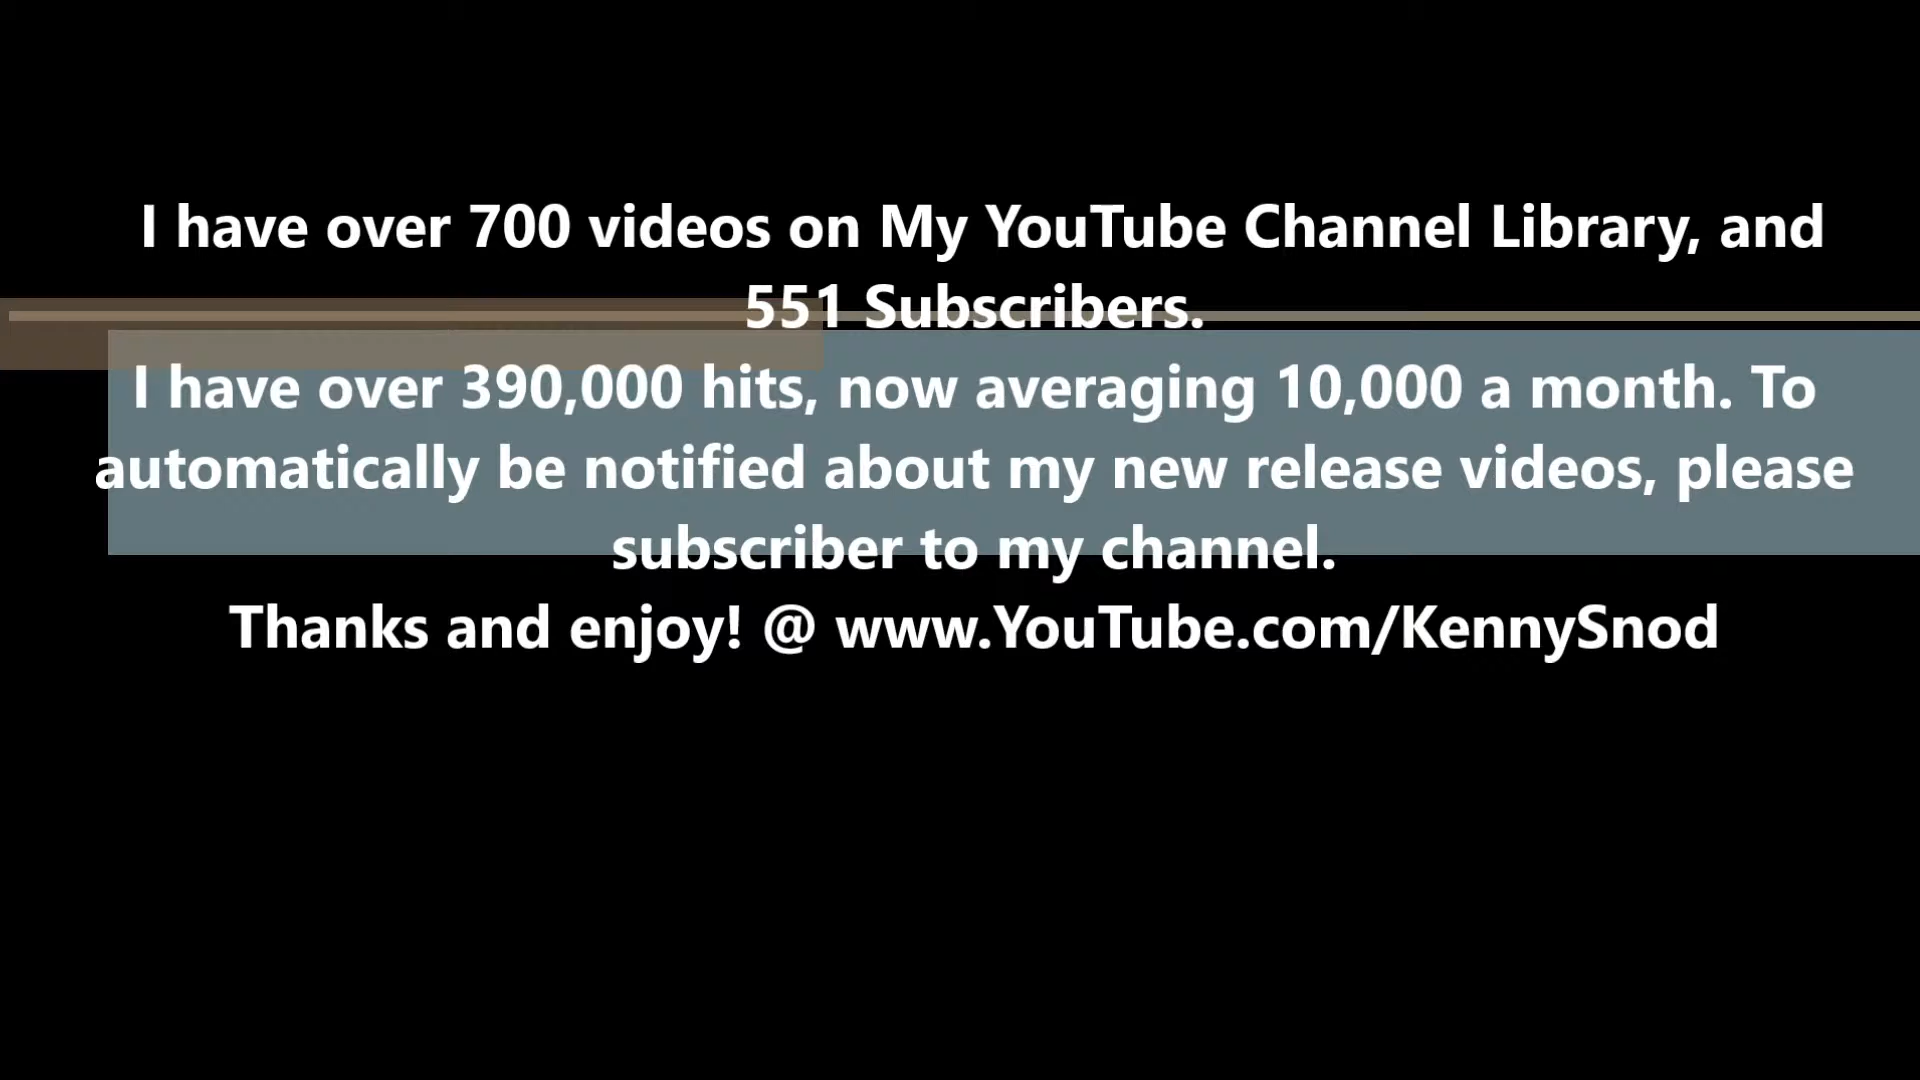 I have over 700 videos on My YouTube Channel Library, and
551 Subscribers.
I have over 390,000 hits, now averaging 10,000 a month. To
automatically be notified about my new release videos, please
subscriber to my channel.
Thanks and enjoy! @ www.YouTube.com/KennySnod